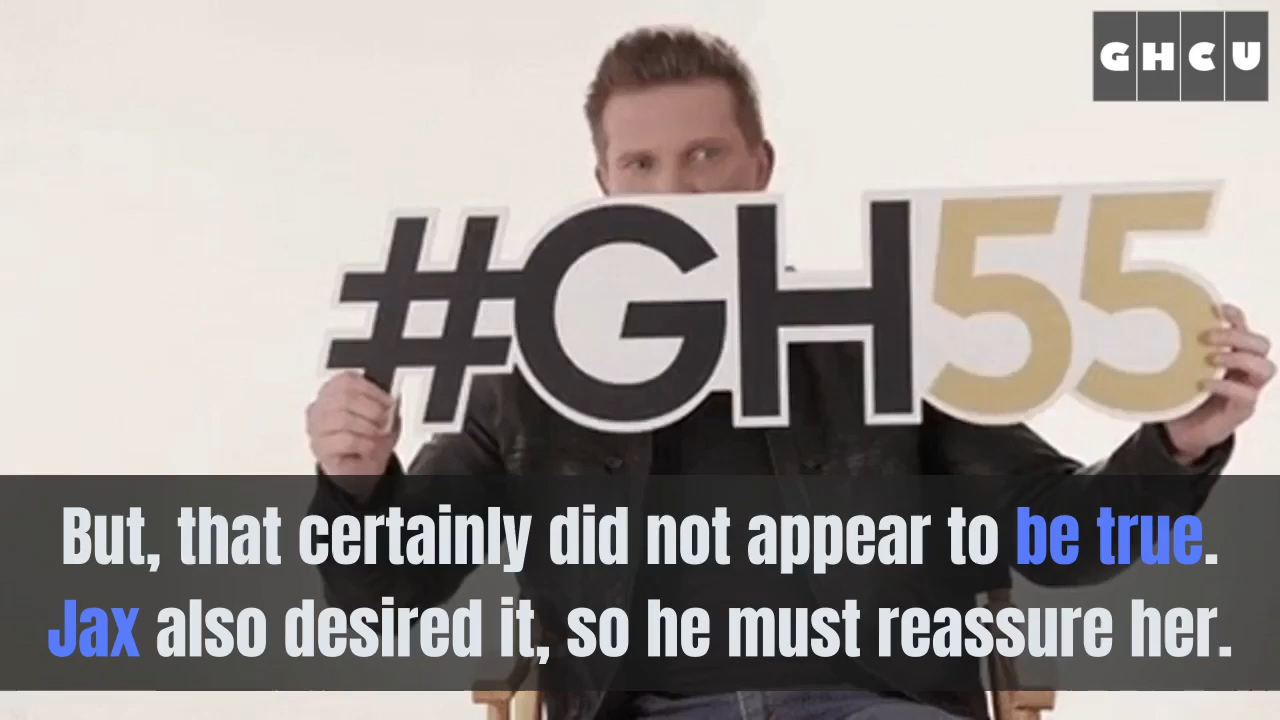 GHCU
#GH55
But, that certainly did not appear to be true.
Jax also desired it, so he must reassure her.